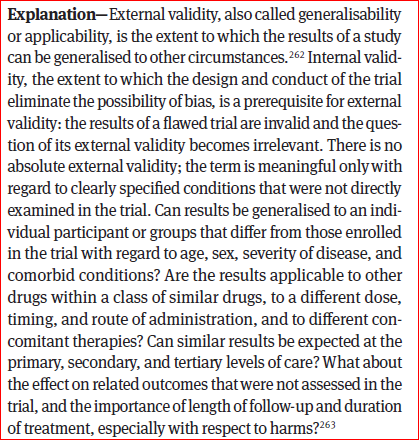 Explanation—External validity, also called generalisability
or applicability, is the extent to which the results of a study
can be generalised to other circumstances.²⁶² Internal valid-
ity, the extent to which the design and conduct of the trial
eliminate the possibility of bias, is a prerequisite for external
validity: the results of a flawed trial are invalid and the ques-
tion of its external validity becomes irrelevant. There is no
absolute external validity; the term is meaningful only with
regard to clearly specified conditions that were not directly
examined in the trial. Can results be generalised to an indi-
vidual participant or groups that differ from those enrolled
in the trial with regard to age, sex, severity of disease, and
comorbid conditions? Are the results applicable to other
drugs within a class of similar drugs, to a different dose,
timing, and route of administration, and to different con-
comitant therapies? Can similar results be expected at the
primary, secondary, and tertiary levels of care? What about
the effect on related outcomes that were not assessed in the
trial, and the importance of length of follow-up and duration
of treatment, especially with respect to harms?²⁶³